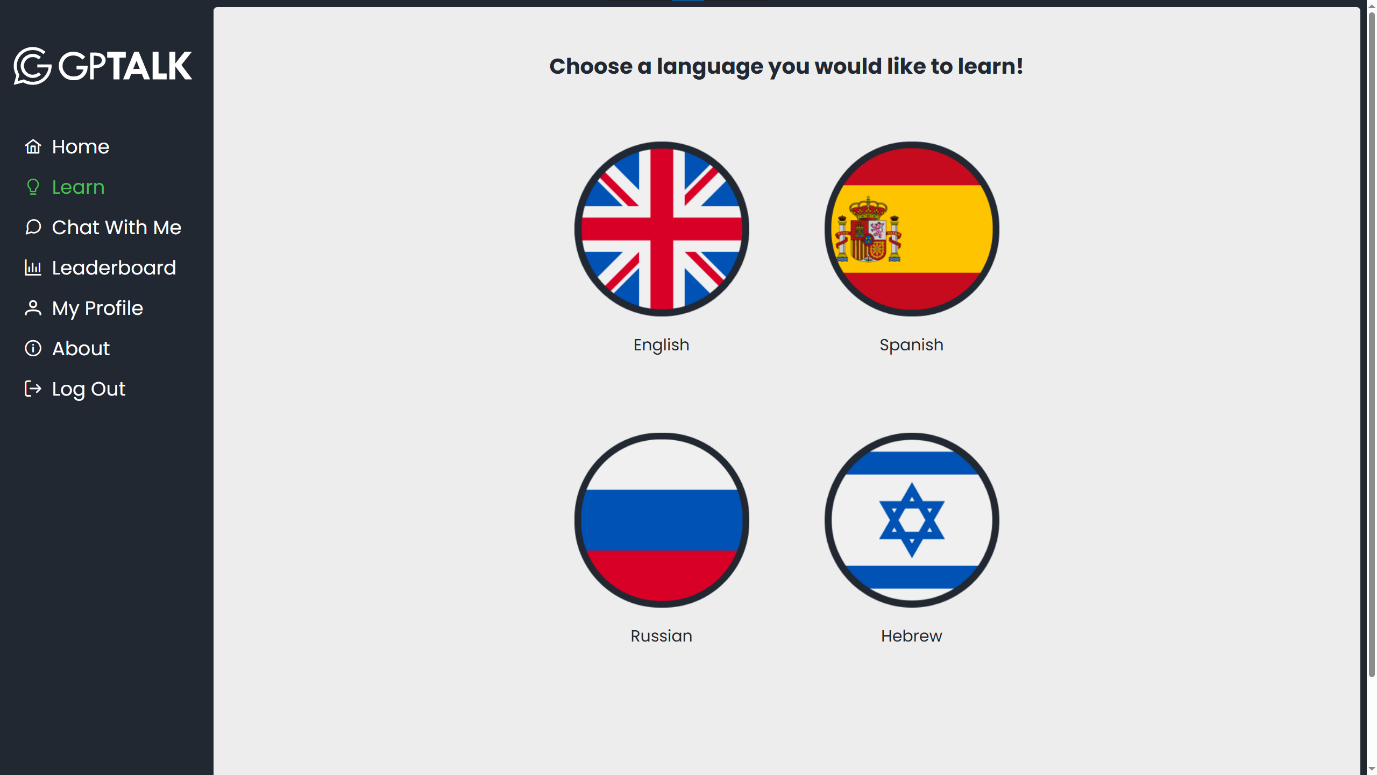 GPTALK
Home
Learn
Chat With Me
Leaderboard
My Profile
About
Log Out
Choose a language you would like to learn!
English
Spanish
Russian
Hebrew